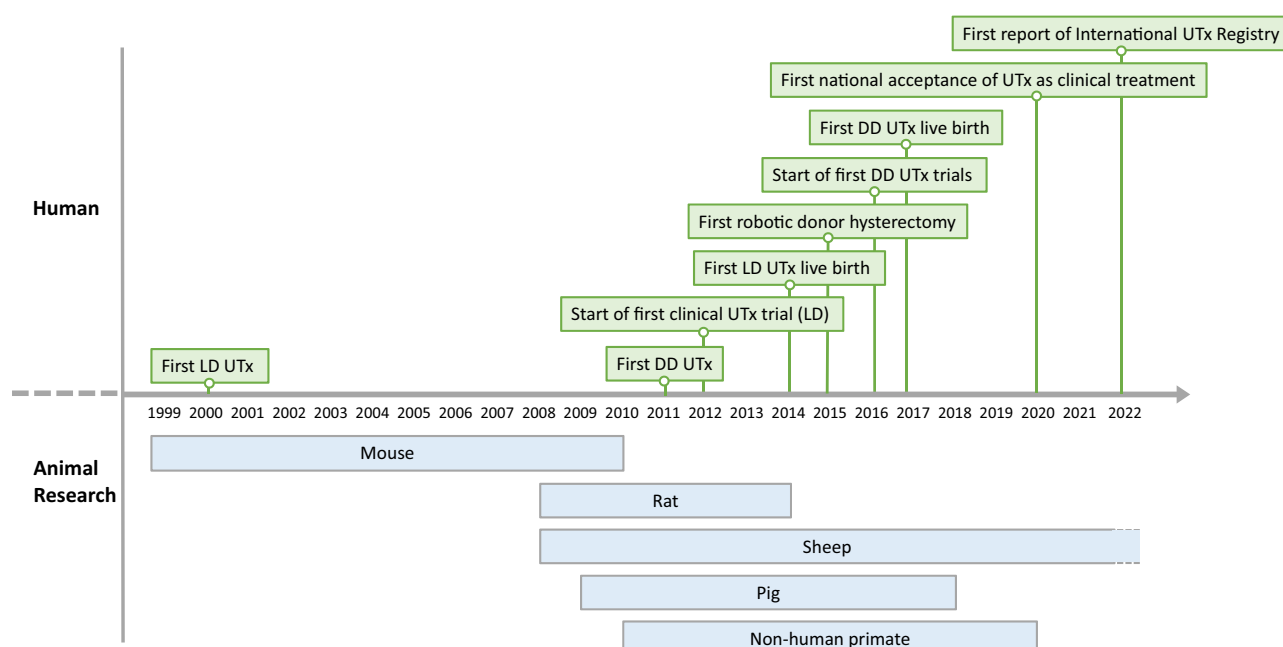 First report of International UTx Registry
First national acceptance of UTx as clinical treatment
First DD UTx live birth
Start of first DD UTx trials
Human
First robotic donor hysterectomy
First LD UTx live birth
Start of first clinical UTx trial (LD)
First LD UTx
First DD UTx
1999 2000 2001 2002 2003 2004 2005 2006 2007 2008 2009 2010 2011 2012 2013 2014 2015 2016 2017 2018 2019 2020 2021 2022
Animal
Research
Mouse
Rat
Sheep
Pig
Non-human primate